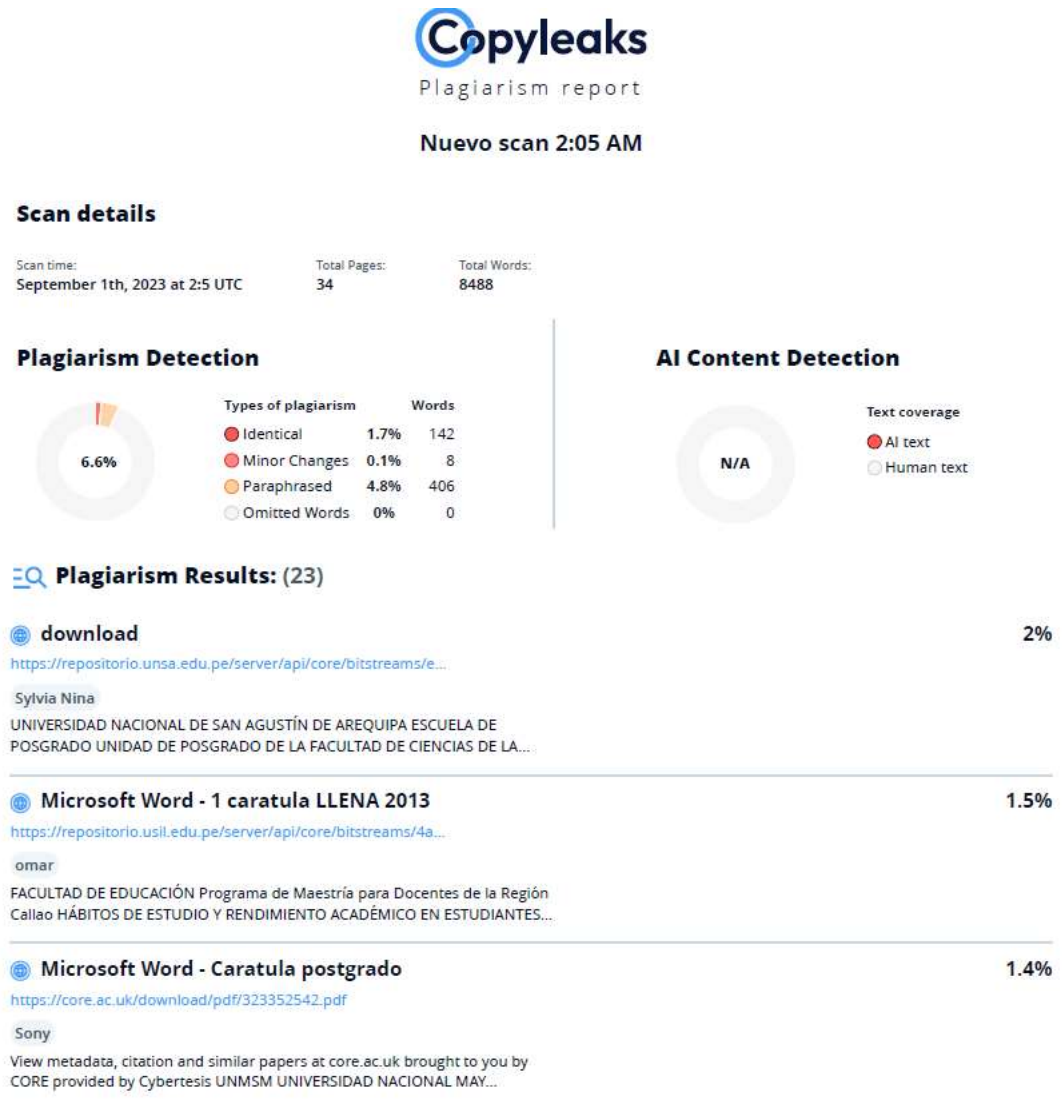 Copyleaks
Plagiarism report
Nuevo scan 2:05 AM
Scan details
Scan time: Total Pages: Total Words:
September 1th, 2023 at 2:5 UTC 34 8488
Plagiarism Detection
6.6%
Types of plagiarism Words
Identical 1.7% 142
Minor Changes 0.1% 8
Paraphrased 4.8% 406
Omitted Words 0% 0
AI Content Detection
N/A
Text coverage
AI text
Human text
Plagiarism Results: (23)
download 2%
https://repositorio.unsa.edu.pe/server/api/core/bitstreams/e...
Sylvia Nina
UNIVERSIDAD NACIONAL DE SAN AGUSTÍN DE AREQUIPA ESCUELA DE
POSGRADO UNIDAD DE POSGRADO DE LA FACULTAD DE CIENCIAS DE LA...
Microsoft Word - 1 caratula LLENA 2013 1.5%
https://repositorio.usil.edu.pe/server/api/core/bitstreams/4a...
omar
FACULTAD DE EDUCACIÓN Programa de Maestría para Docentes de la Región
Callao HÁBITOS DE ESTUDIO Y RENDIMIENTO ACADÉMICO EN ESTUDIANTES...
Microsoft Word - Caratula postgrado 1.4%
https://core.ac.uk/download/pdf/323352542.pdf
Sony
View metadata, citation and similar papers at core.ac.uk brought to you by
CORE provided by Cybertesis UNMSM UNIVERSIDAD NACIONAL MAY...